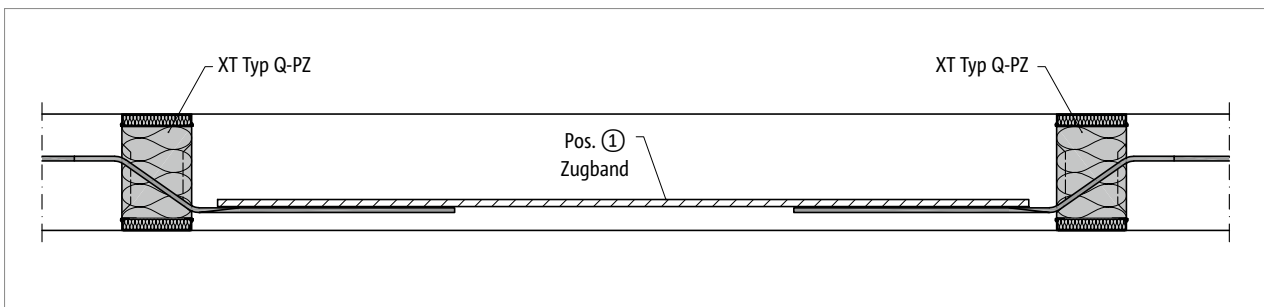 XT Typ Q-PZ
XT Typ Q-PZ
Pos. ①
Zugband